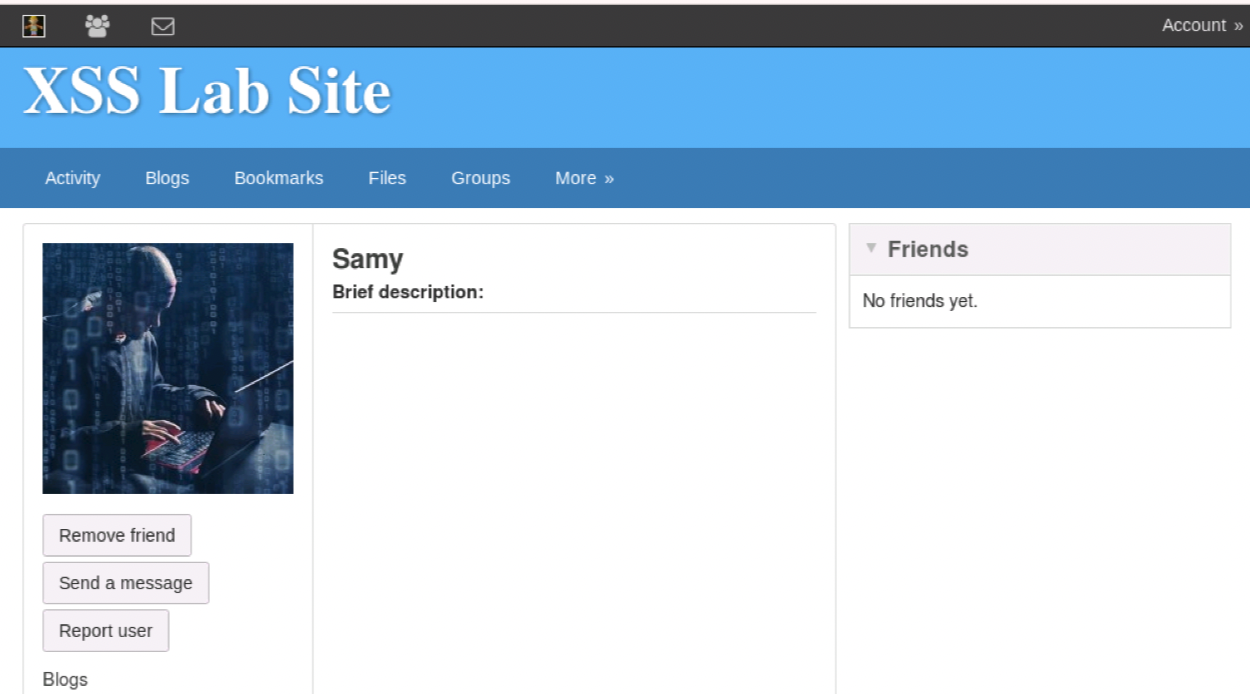 Account »
XSS Lab Site
Activity Blogs Bookmarks Files Groups More »
Samy
Brief description:
Remove friend
Send a message
Report user
Blogs
Friends
No friends yet.